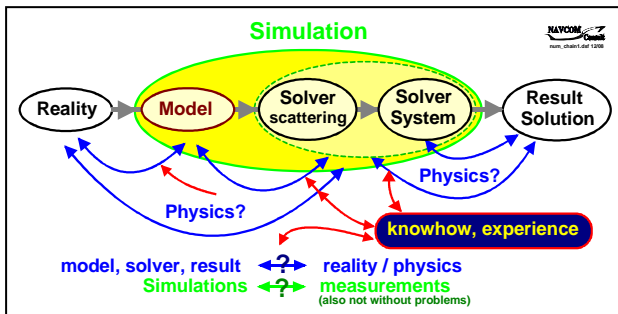 Simulation
NAVCOM
Consult
num_chain1.dsf 12/08
Reality
Model
Solver
scattering
Solver
System
Result
Solution
Physics?
Physics?
knowhow, experience
model, solver, result ? reality / physics
Simulations ? measurements
(also not without problems)